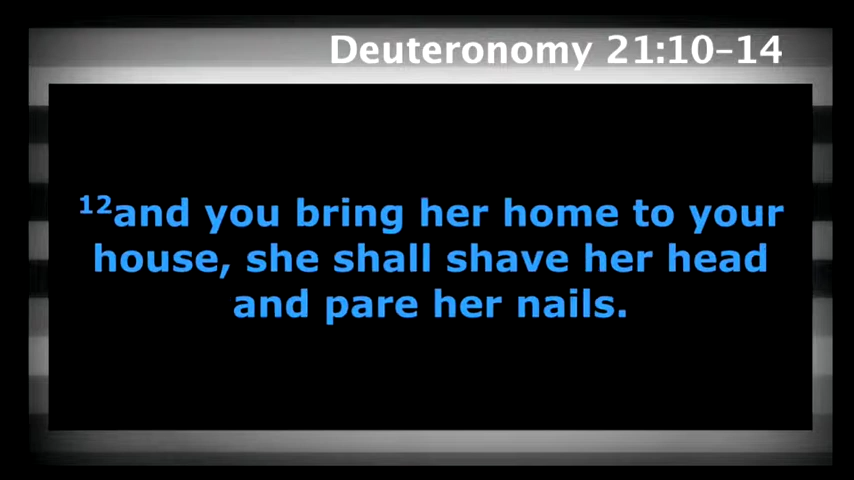 Deuteronomy 21:10–14
12and you bring her home to your
house, she shall shave her head
and pare her nails.